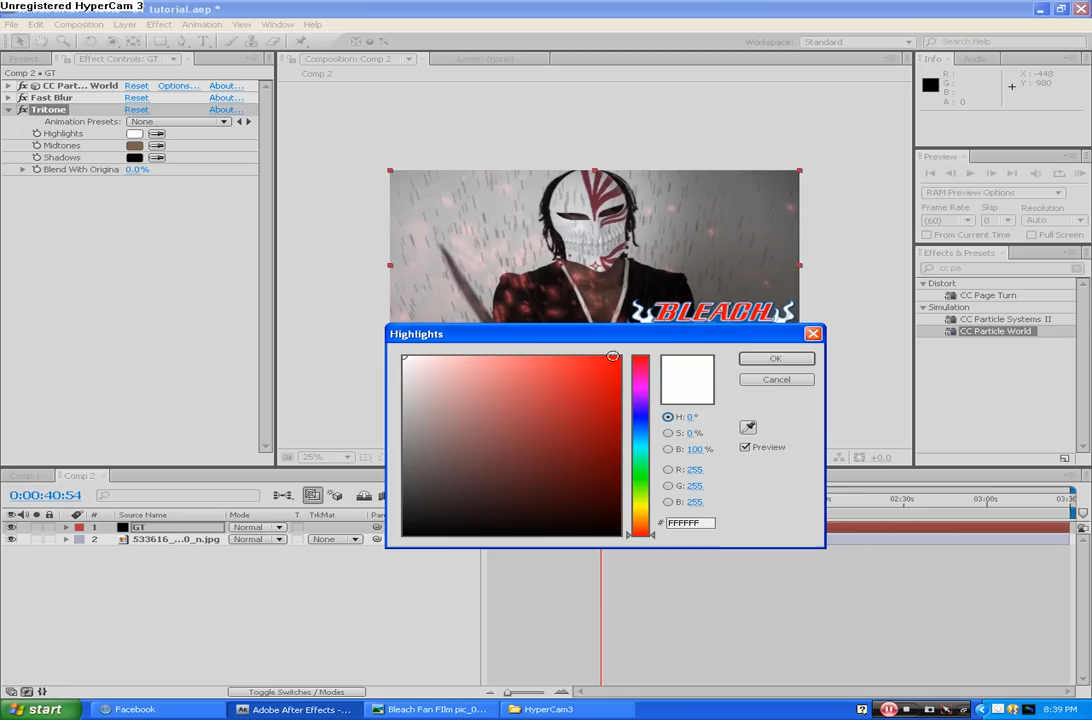 Unregistered HyperCam 3
tutorial.aep *
File Edit Composition Layer Effect Animation View Window Help
Workspace: Standard Search Help
Project Effect Controls: GT Composition: Comp 2 Layer: (none) Info Audio
Comp 2 • GT
Comp 2
fx CC Part... World Reset Options... About...
fx Fast Blur Reset About...
fx Tritone Reset About...
Animation Presets: None
Highlights
Midtones
Shadows
Blend With Origina 0.0%
R :
G :
B :
A : 0
X : -448
Y : 980
Preview
RAM Preview Options
Frame Rate Skip Resolution
(60) 0 Auto
From Current Time Full Screen
Effects & Presets
cc pa
Distort
CC Page Turn
Simulation
CC Particle Systems II
CC Particle World
BLEACH
Highlights
OK
Cancel
H: 0 °
S: 0 %
B: 100 %
Preview
R: 255
G: 255
B: 255
# FFFFFF
25% +0.0
Comp 1 Comp 2
0:00:40:54
02:30s 03:00s 03:30
# Source Name Mode T TrkMat Par
1 GT Normal
2 533616_...0_n.jpg Normal None
Toggle Switches / Modes
start Facebook Adobe After Effects - ... Bleach Fan FIlm pic_0... HyperCam3 8:39 PM